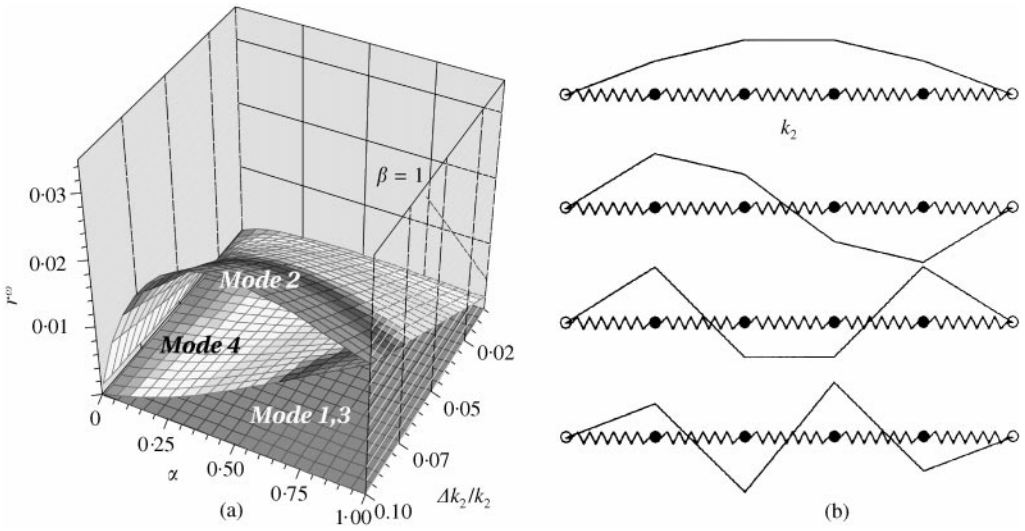 0·03
0·02
0·01
r^ω
β = 1
Mode 2
Mode 4
Mode 1,3
0
0·25
0·50
0·75
1·00
α
0·10
0·07
0·05
0·02
Δk₂/k₂
(a)
k₂
(b)